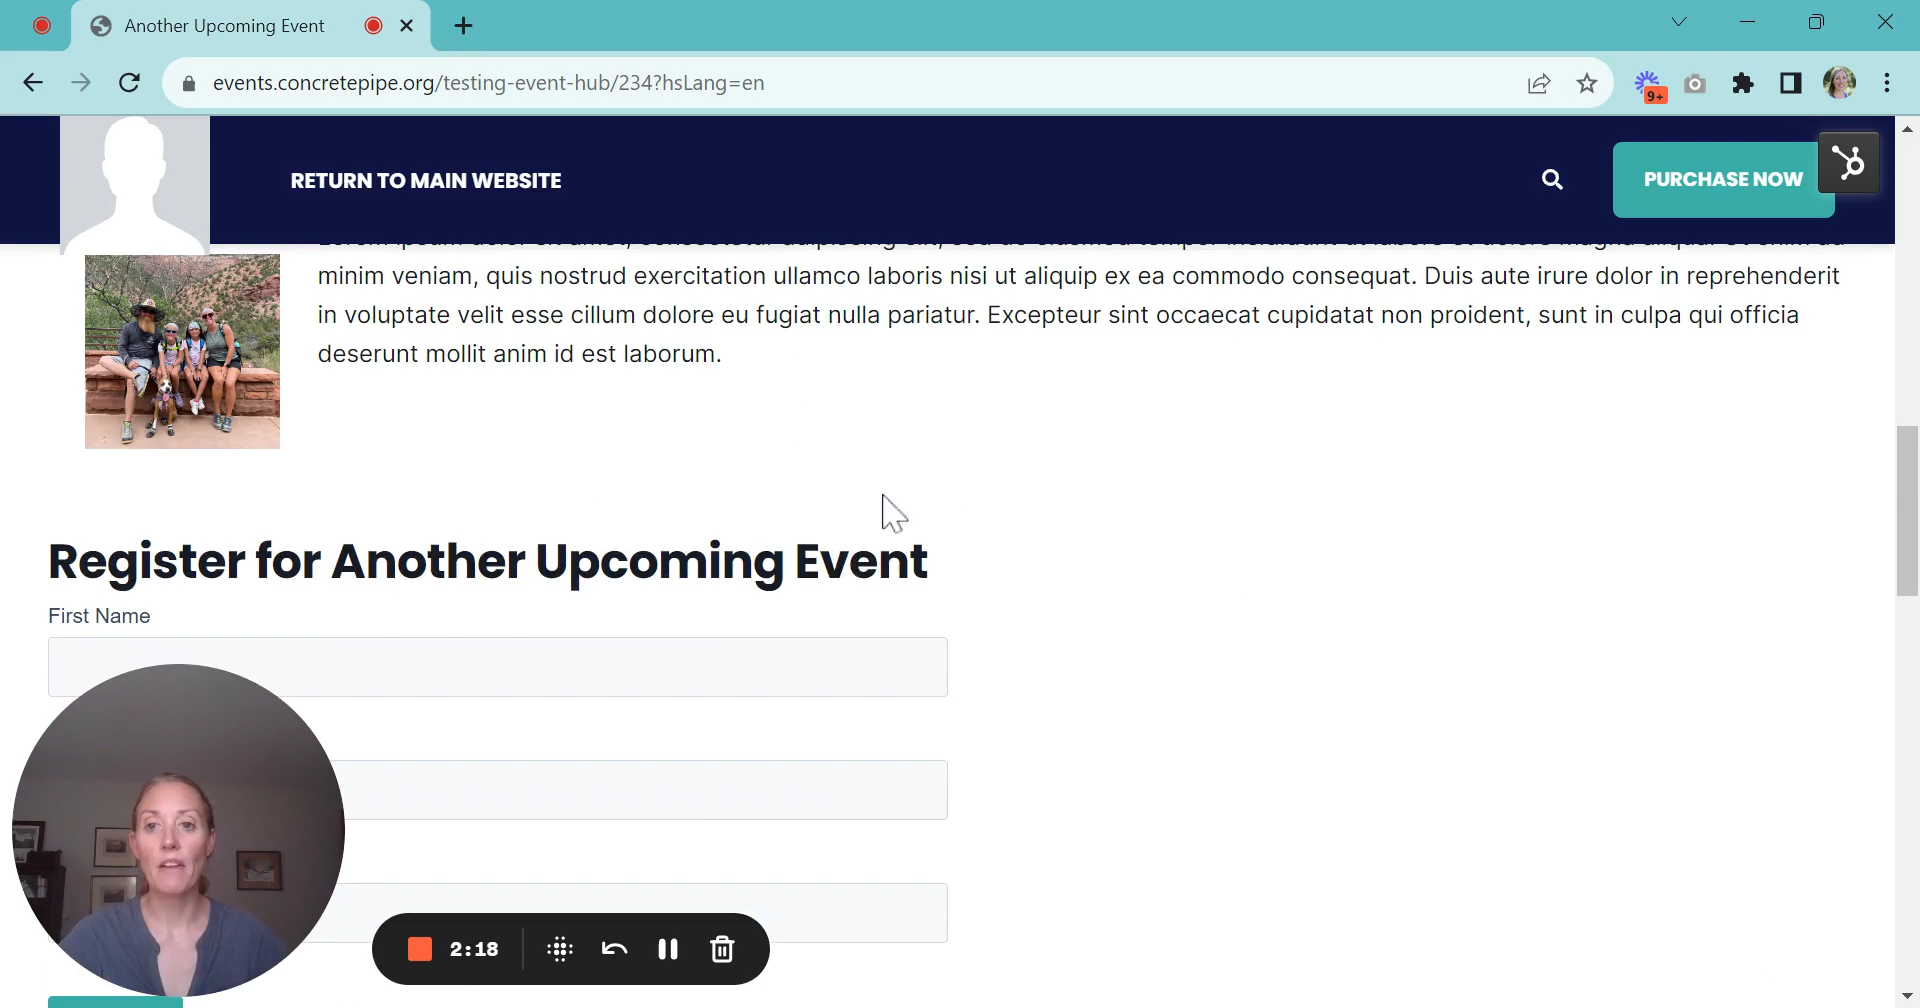 Another Upcoming Event
events.concretepipe.org/testing-event-hub/234?hsLang=en
9+
RETURN TO MAIN WEBSITE
PURCHASE NOW
minim veniam, quis nostrud exercitation ullamco laboris nisi ut aliquip ex ea commodo consequat. Duis aute irure dolor in reprehenderit
in voluptate velit esse cillum dolore eu fugiat nulla pariatur. Excepteur sint occaecat cupidatat non proident, sunt in culpa qui officia
deserunt mollit anim id est laborum.
Register for Another Upcoming Event
First Name
2:18